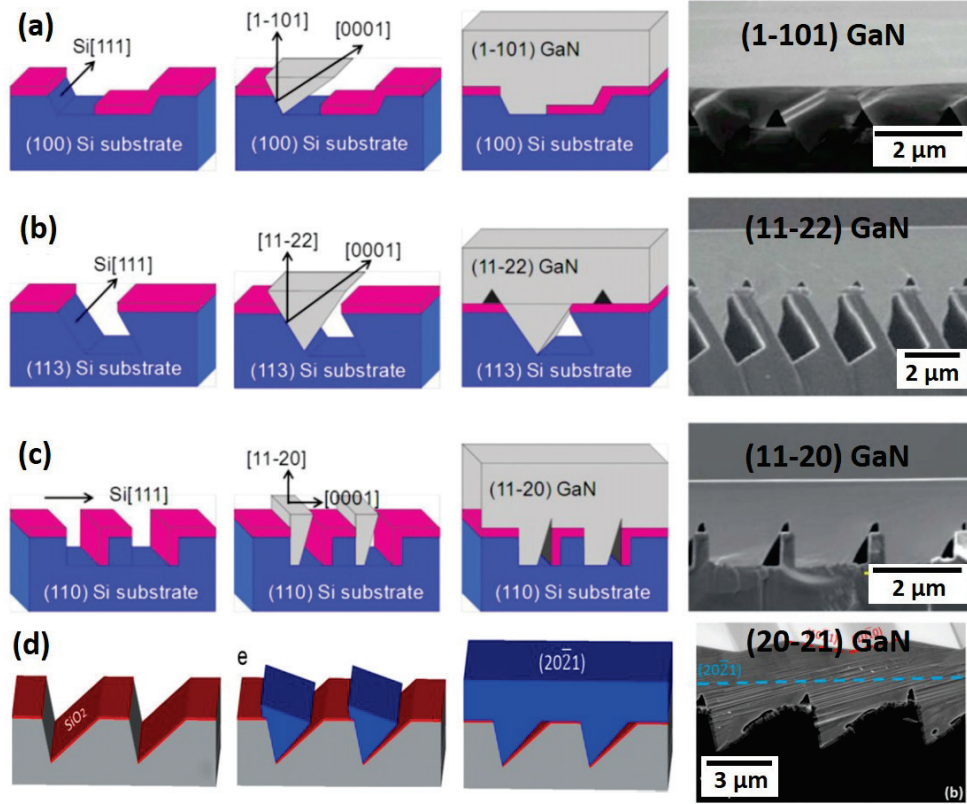 (a)
Si[111]
(100) Si substrate
[1-101]
[0001]
(100) Si substrate
(1-101) GaN
(100) Si substrate
(1-101) GaN
2 µm
(b)
Si[111]
(113) Si substrate
[11-22]
[0001]
(113) Si substrate
(11-22) GaN
(113) Si substrate
(11-22) GaN
2 µm
(c)
Si[111]
(110) Si substrate
[11-20]
[0001]
(110) Si substrate
(11-20) GaN
(110) Si substrate
(11-20) GaN
2 µm
(d)
SiO₂
e
(202̅1)
(20-21) GaN
(202̅1)
3 µm
(b)